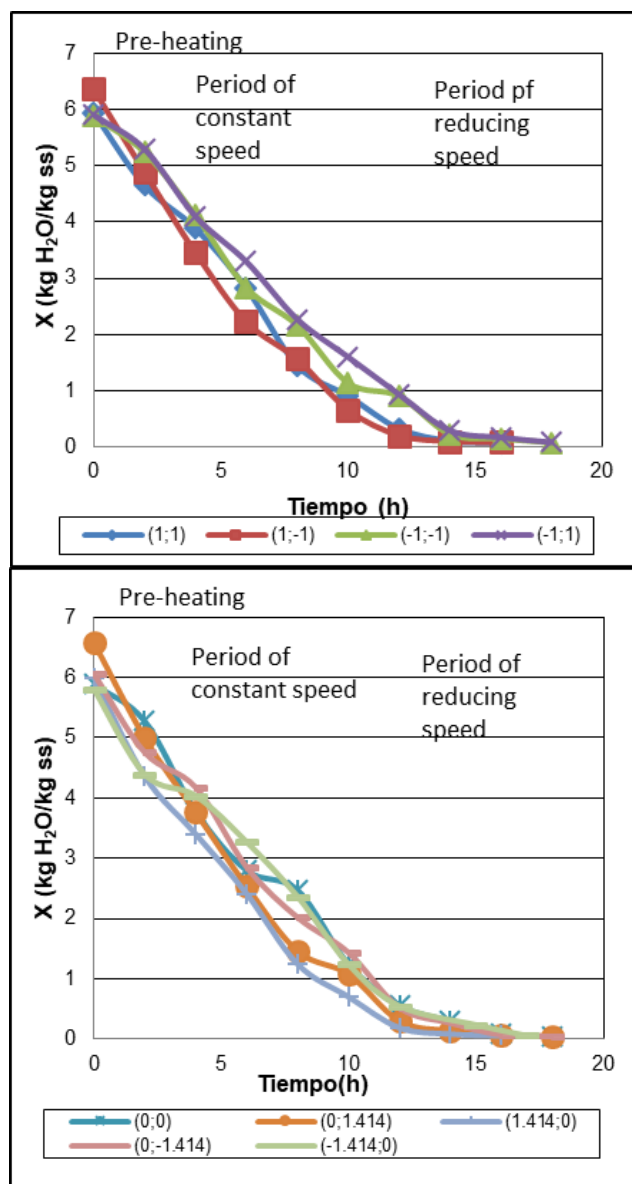 Pre-heating
Period of
constant
speed
Period pf
reducing
speed
X (kg H₂O/kg ss)
7
6
5
4
3
2
1
0
0 5 10 15 20
Tiempo (h)
(1;1) (1;-1) (-1;-1) (-1;1)
Pre-heating
Period of
constant speed
Period of
reducing
speed
X (kg H₂O/kg ss)
7
6
5
4
3
2
1
0
0 5 10 15 20
Tiempo(h)
(0;0) (0;1.414) (1.414;0)
(0;-1.414) (-1.414;0)